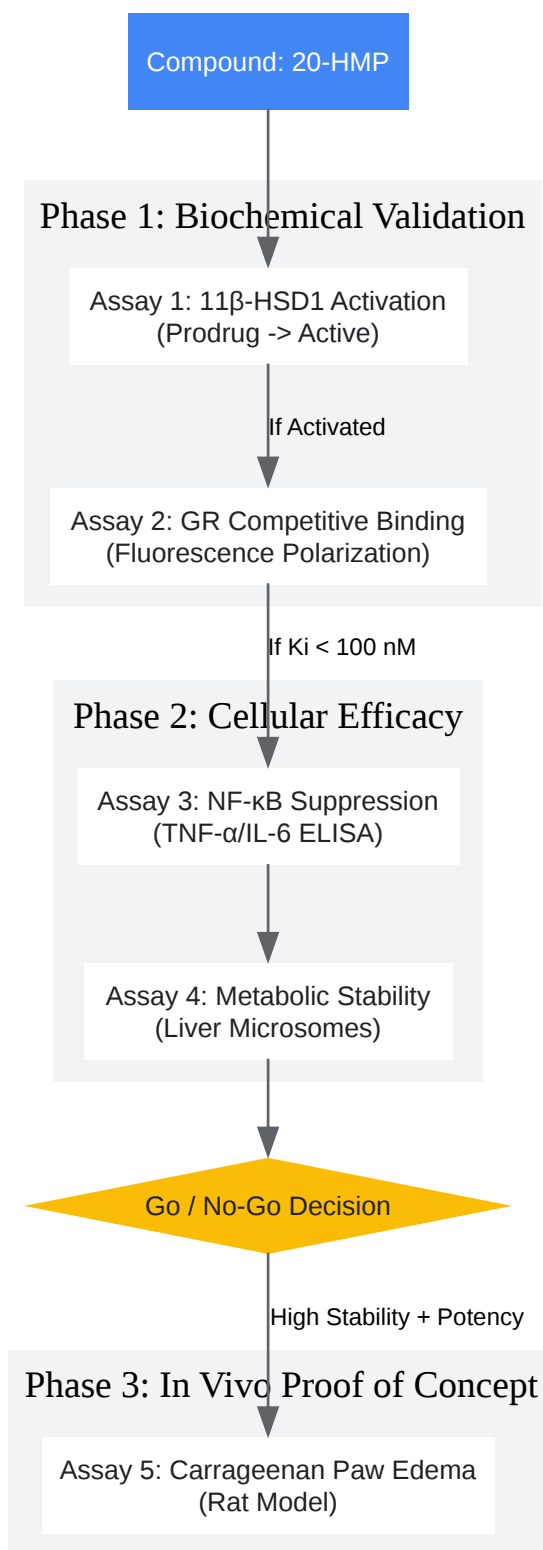 Compound: 20-HMP
Phase 1: Biochemical Validation
Assay 1: 11β-HSD1 Activation
(Prodrug -> Active)
If Activated
Assay 2: GR Competitive Binding
(Fluorescence Polarization)
If Ki < 100 nM
Phase 2: Cellular Efficacy
Assay 3: NF-κB Suppression
(TNF-α/IL-6 ELISA)
Assay 4: Metabolic Stability
(Liver Microsomes)
Go / No-Go Decision
High Stability + Potency
Phase 3: In Vivo Proof of Concept
Assay 5: Carrageenan Paw Edema
(Rat Model)